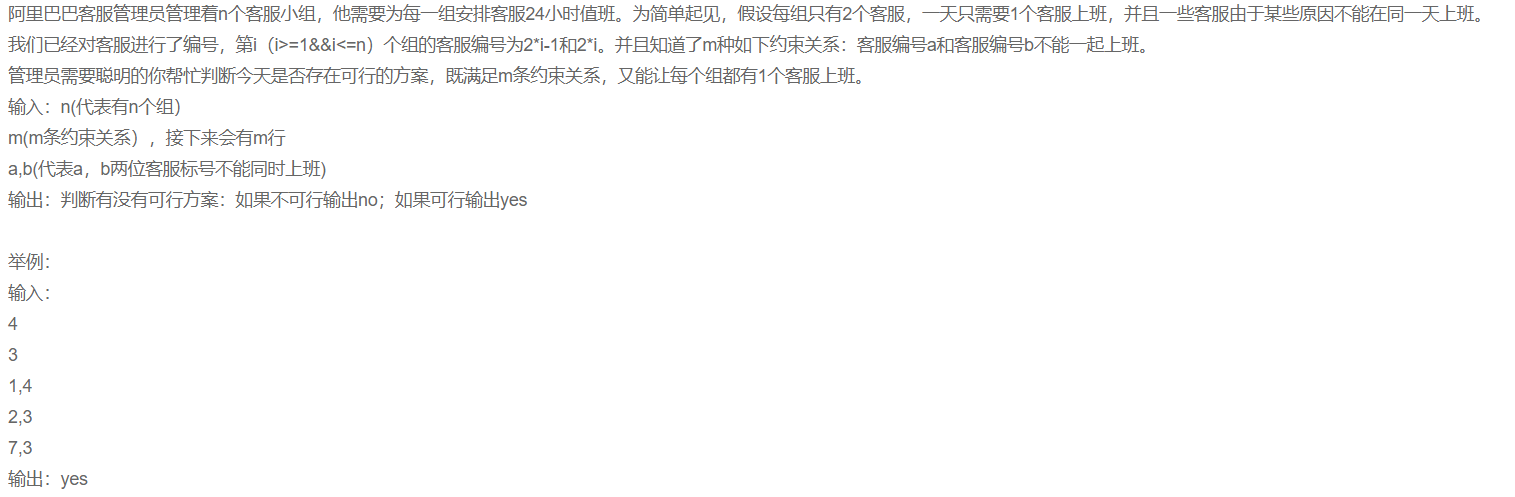 阿里巴巴客服管理员管理着n个客服小组，他需要为每一组安排客服24小时值班。为简单起见，假设每组只有2个客服，一天只需要1个客服上班，并且一些客服由于某些原因不能在同一天上班。
我们已经对客服进行了编号，第i（i>=1&&i<=n）个组的客服编号为2*i-1和2*i。并且知道了m种如下约束关系：客服编号a和客服编号b不能一起上班。
管理员需要聪明的你帮忙判断今天是否存在可行的方案，既满足m条约束关系，又能让每个组都有1个客服上班。
输入：n(代表有n个组)
m(m条约束关系），接下来会有m行
a,b(代表a，b两位客服标号不能同时上班)
输出：判断有没有可行方案：如果不可行输出no；如果可行输出yes
举例：
输入：
4
3
1,4
2,3
7,3
输出：yes